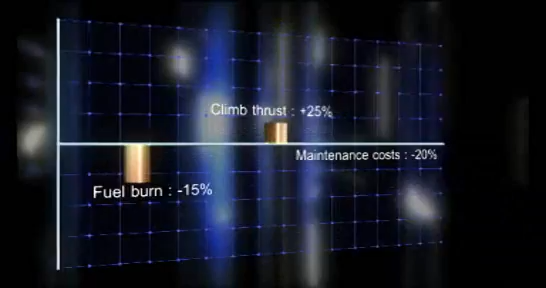 Climb thrust : +25%
Maintenance costs : -20%
Fuel burn : -15%